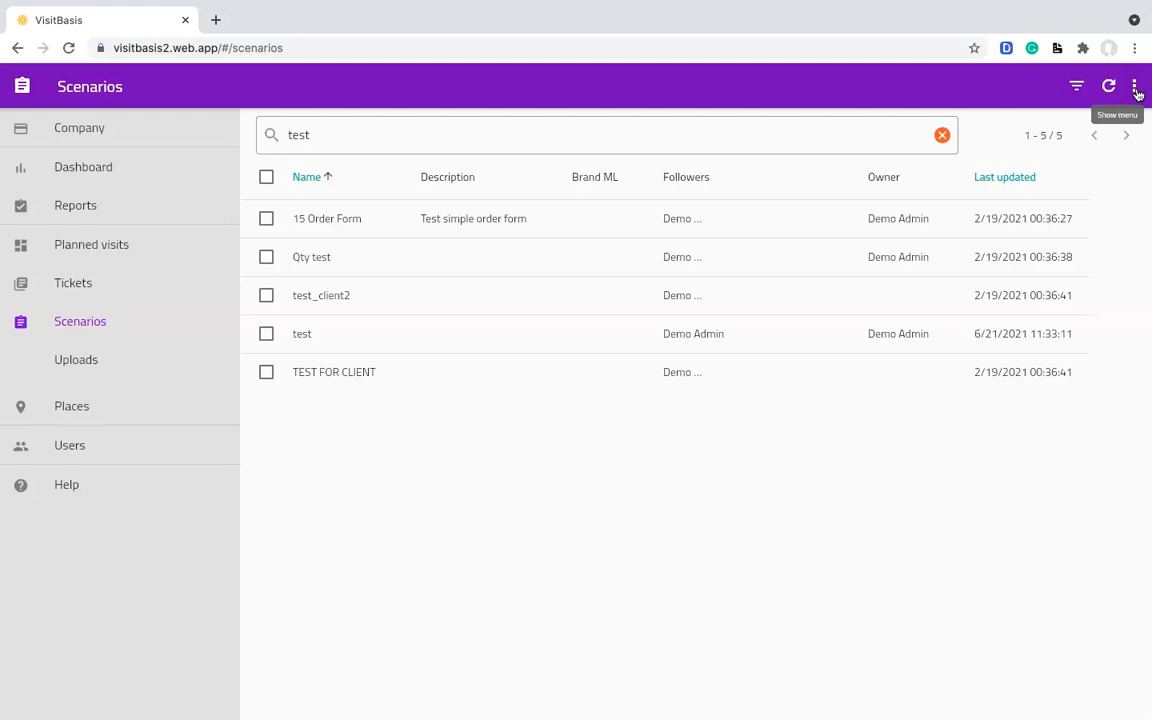 VisitBasis
visitbasis2.web.app/#/scenarios
Scenarios
Show menu
Company
Dashboard
Reports
Planned visits
Tickets
Scenarios
Uploads
Places
Users
Help
test
1 - 5 / 5
Name Description Brand ML Followers Owner Last updated
15 Order Form Test simple order form Demo ... Demo Admin 2/19/2021 00:36:27
Qty test Demo ... Demo Admin 2/19/2021 00:36:38
test_client2 Demo ... 2/19/2021 00:36:41
test Demo Admin Demo Admin 6/21/2021 11:33:11
TEST FOR CLIENT Demo ... 2/19/2021 00:36:41